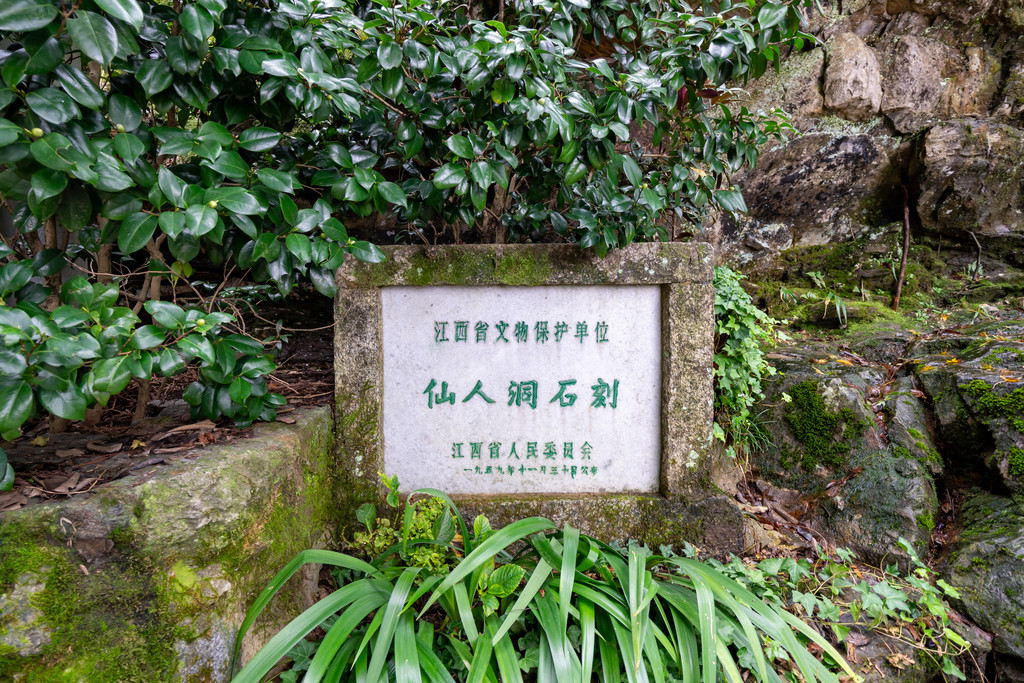 江西省文物保护单位
仙人洞石刻
江西省人民委员会
一九五九年十一月三十日公布